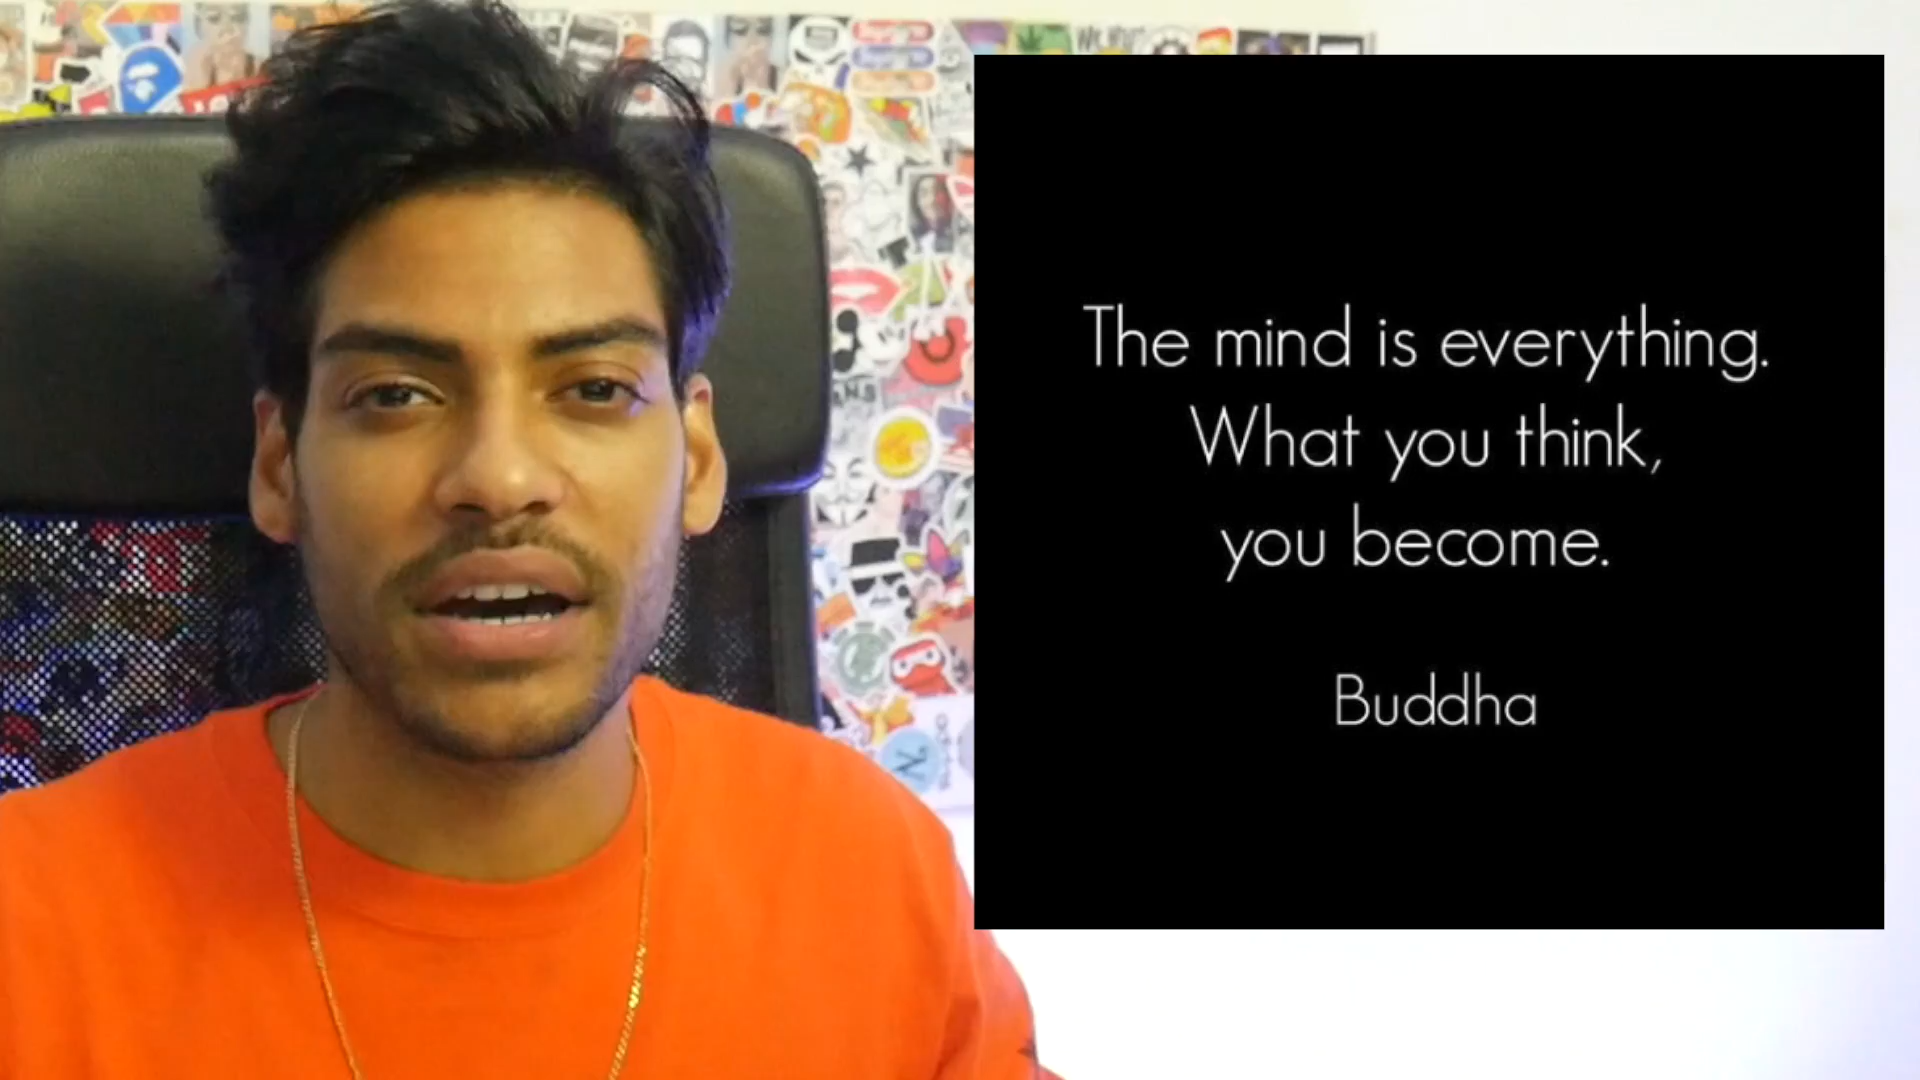 The mind is everything.
What you think,
you become.
Buddha